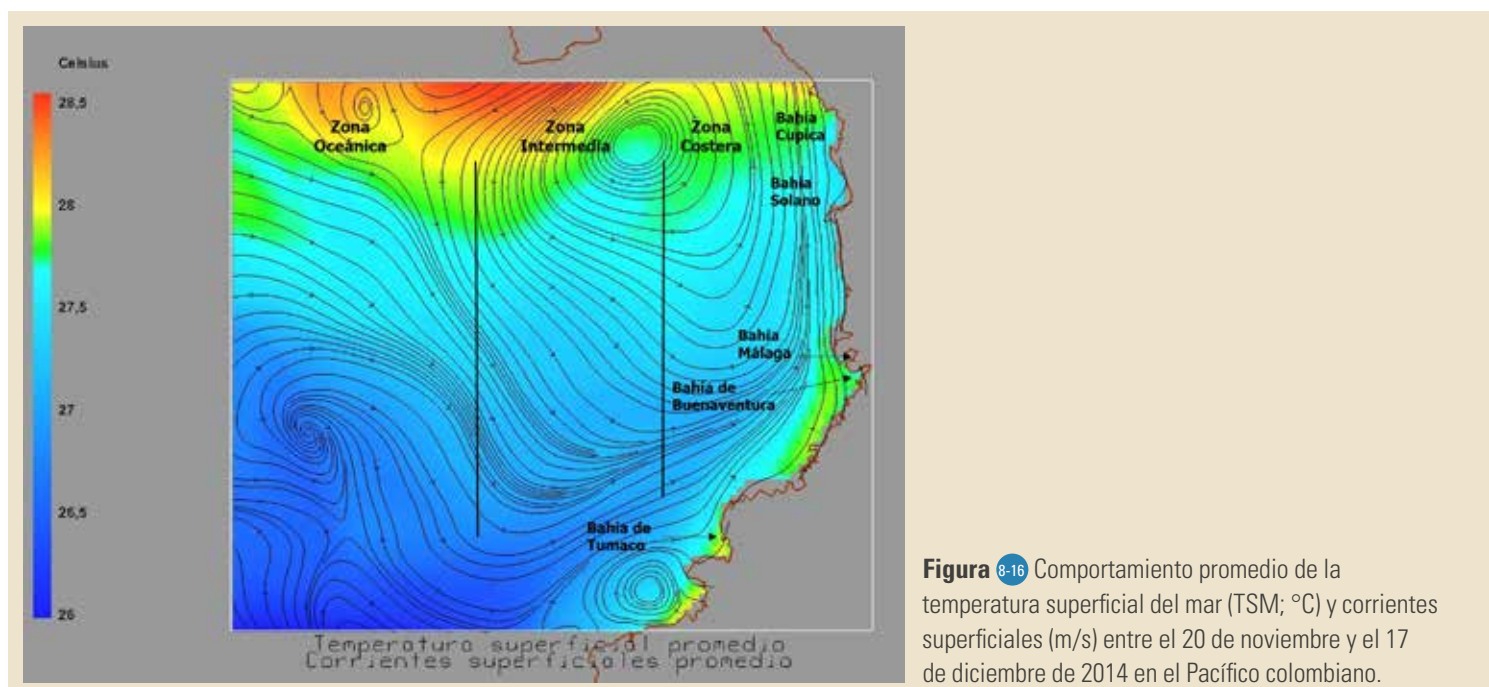 Celsius
28,5
28
27,5
27
26,5
26
Zona
Oceánica
Zona
Intermedia
Zona
Costera
Bahía
Cupica
Bahía
Solano
Bahía
Málaga
Bahía de
Buenaventura
Bahía de
Tumaco
Temperatura superficial promedio
Corrientes superficiales promedio
Figura 8-16 Comportamiento promedio de la
temperatura superficial del mar (TSM; °C) y corrientes
superficiales (m/s) entre el 20 de noviembre y el 17
de diciembre de 2014 en el Pacífico colombiano.